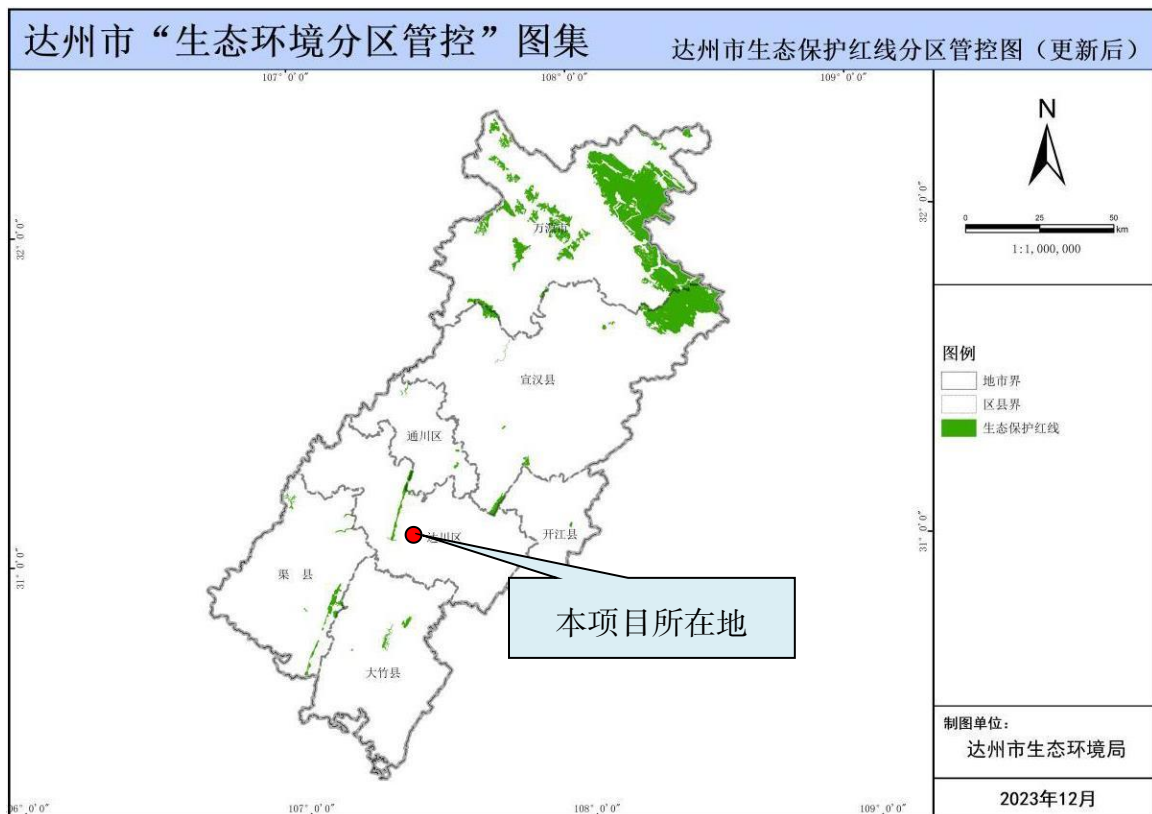 达州市“生态环境分区管控”图集
达州市生态保护红线分区管控图（更新后）
107° 0′0″
108° 0′0″
109° 0′0″
N
32° 0′0″
32° 0′0″
0 25 50
km
1:1,000,000
万源市
图例
地市界
区县界
生态保护红线
宣汉县
通川区
31° 0′0″
31° 0′0″
达川区
开江县
渠 县
本项目所在地
大竹县
制图单位：
达州市生态环境局
2023年12月
106° 0′0″
107° 0′0″
108° 0′0″
109° 0′0″